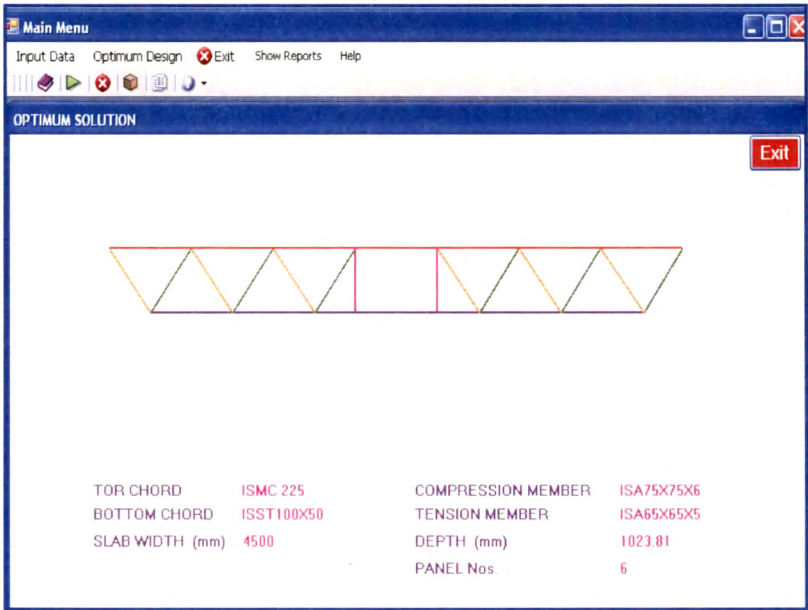 Main Menu
Input Data Optimum Design Exit Show Reports Help
OPTIMUM SOLUTION
Exit
TOR CHORD ISMC 225 COMPRESSION MEMBER ISA75X75X6
BOTTOM CHORD ISST100X50 TENSION MEMBER ISA65X65X5
SLAB WIDTH (mm) 4500 DEPTH (mm) 1023.81
PANEL Nos. 6